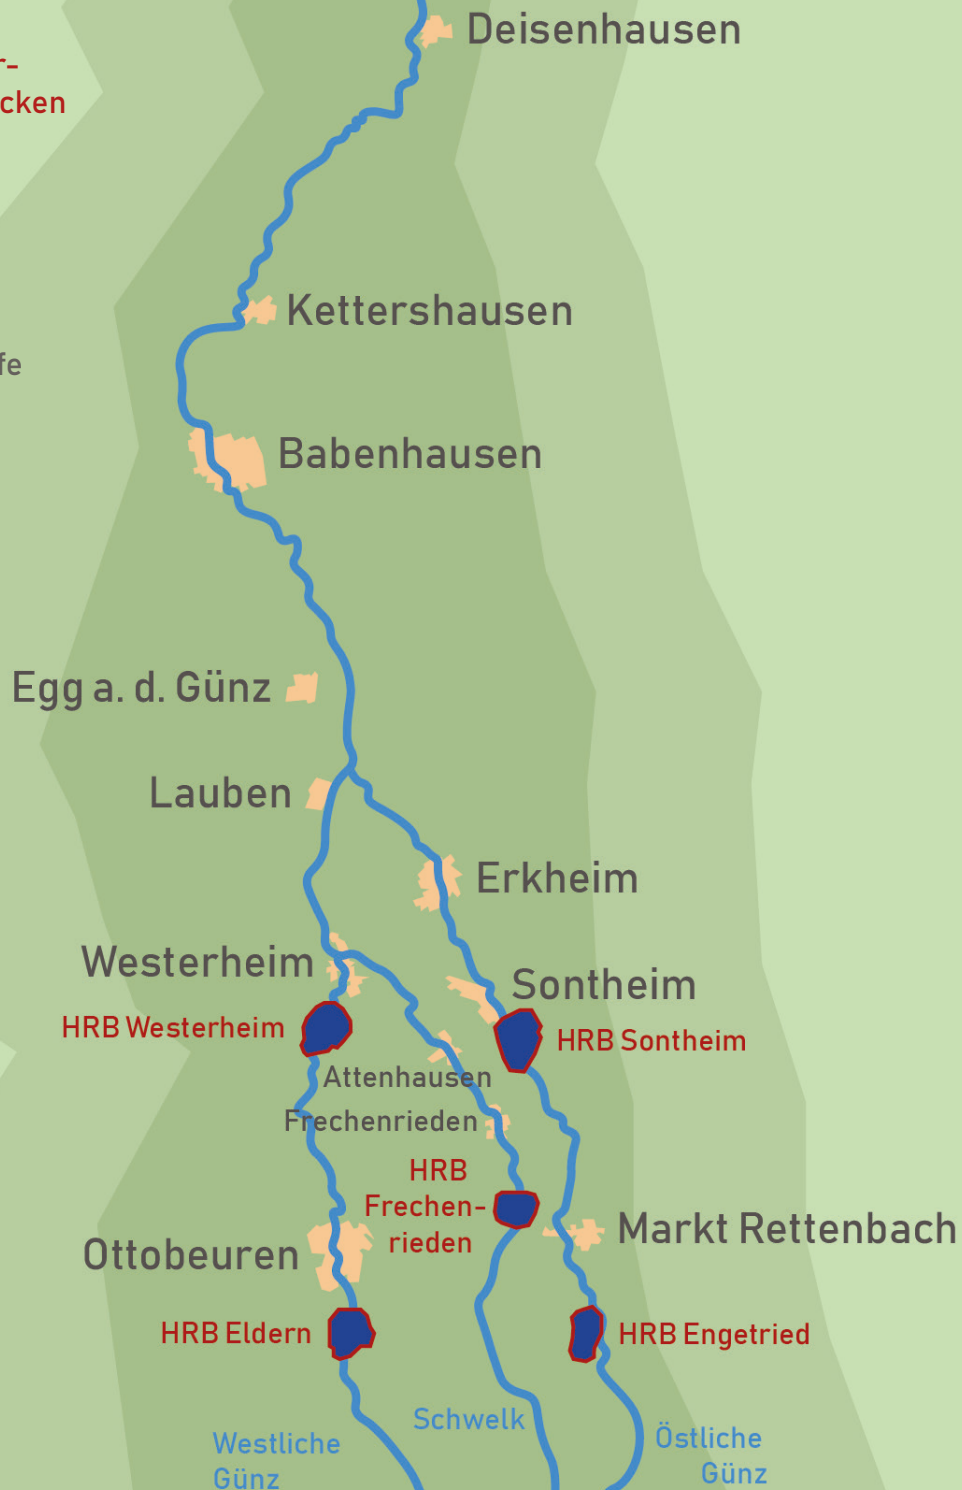 Deisenhausen
r-
cken
Kettershausen
fe
Babenhausen
Egg a. d. Günz
Lauben
Erkheim
Westerheim
Sontheim
HRB Westerheim
HRB Sontheim
Attenhausen
Frechenrieden
HRB
Frechen-
rieden
Markt Rettenbach
Ottobeuren
HRB Eldern
HRB Engetried
Schwelk
Westliche
Günz
Östliche
Günz